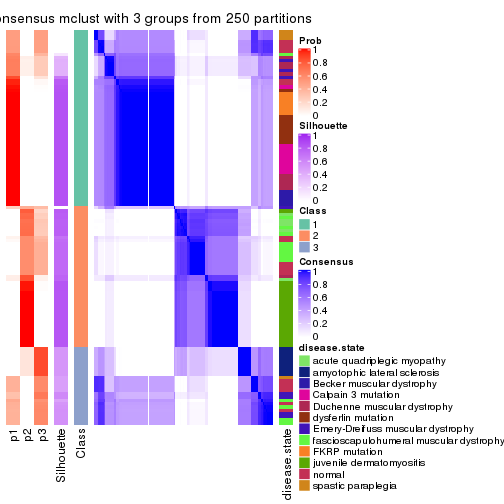 onsensus mclust with 3 groups from 250 partitions
Prob
1
0.8
0.6
0.4
0.2
0
Silhouette
1
0.8
0.6
0.4
0.2
0
Class
1
2
3
Consensus
1
0.8
0.6
0.4
0.2
0
disease.state
acute quadriplegic myopathy
amyotophic lateral sclerosis
Becker muscular dystrophy
Calpain 3 mutation
Duchenne muscular dystrophy
dysferlin mutation
Emery-Dreifuss muscular dystrophy
fascioscapulohumeral muscular dystrophy
FKRP mutation
juvenile dermatomyositis
normal
spastic paraplegia
p1
p2
p3
Silhouette
Class
disease.state